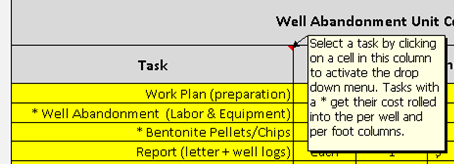 Well Abandonment Unit C
Task
Select a task by clicking
on a cell in this column
to activate the drop
down menu. Tasks with
a * get their cost rolled
into the per well and
per foot columns.
Work Plan (preparation)
* Well Abandonment (Labor & Equipment)
* Bentonite Pellets/Chips
Report (letter + well logs)